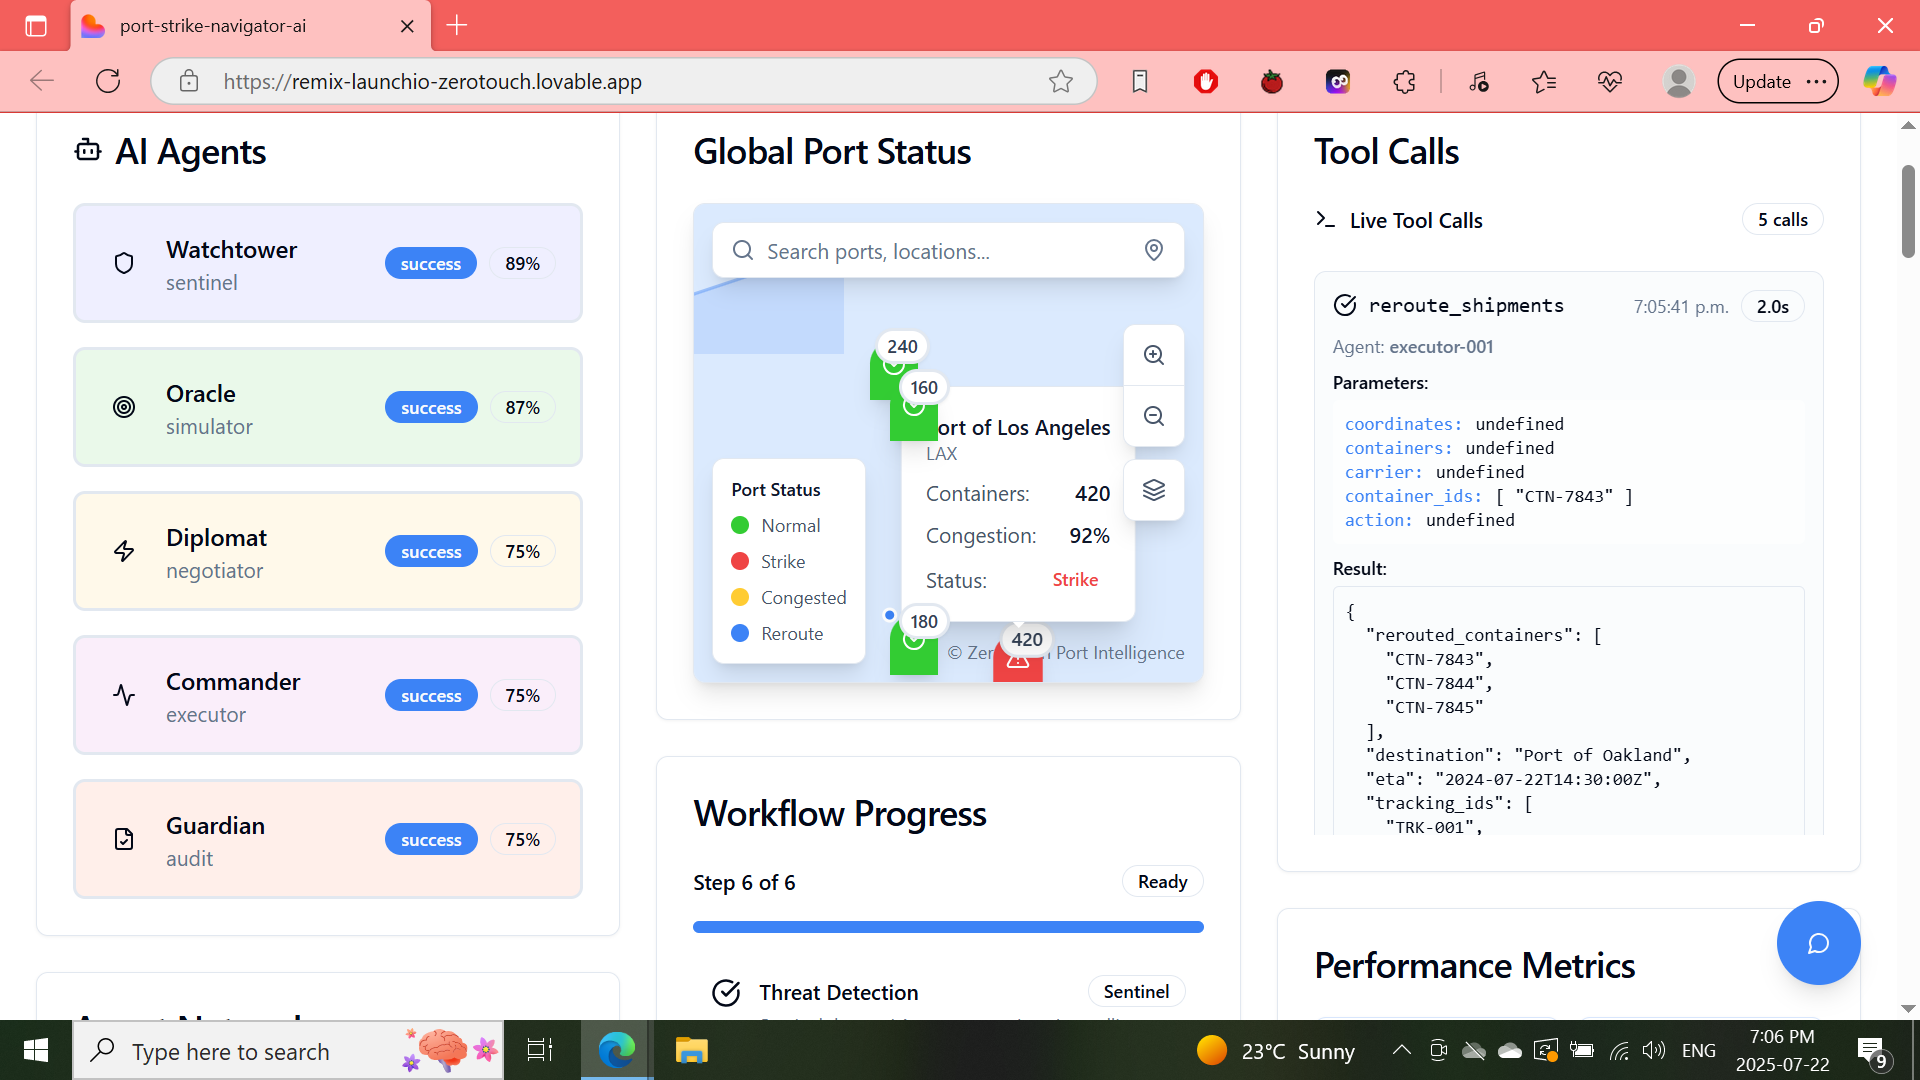 port-strike-navigator-ai
https://remix-launchio-zerotouch.lovable.app
Update
AI Agents
Watchtower
sentinel
success
89%
Oracle
simulator
success
87%
Diplomat
negotiator
success
75%
Commander
executor
success
75%
Guardian
audit
success
75%
Global Port Status
Search ports, locations...
240
160
ort of Los Angeles
LAX
Containers: 420
Congestion: 92%
Status: Strike
Port Status
Normal
Strike
Congested
Reroute
180
420
© Zer
Port Intelligence
Workflow Progress
Step 6 of 6
Ready
Threat Detection
Sentinel
Tool Calls
Live Tool Calls
5 calls
reroute_shipments
7:05:41 p.m.
2.0s
Agent: executor-001
Parameters:
coordinates: undefined
containers: undefined
carrier: undefined
container_ids: [ "CTN-7843" ]
action: undefined
Result:
{
"rerouted_containers": [
"CTN-7843",
"CTN-7844",
"CTN-7845"
],
"destination": "Port of Oakland",
"eta": "2024-07-22T14:30:00Z",
"tracking_ids": [
"TRK-001",
Performance Metrics
Type here to search
23°C Sunny
ENG
7:06 PM
2025-07-22
9